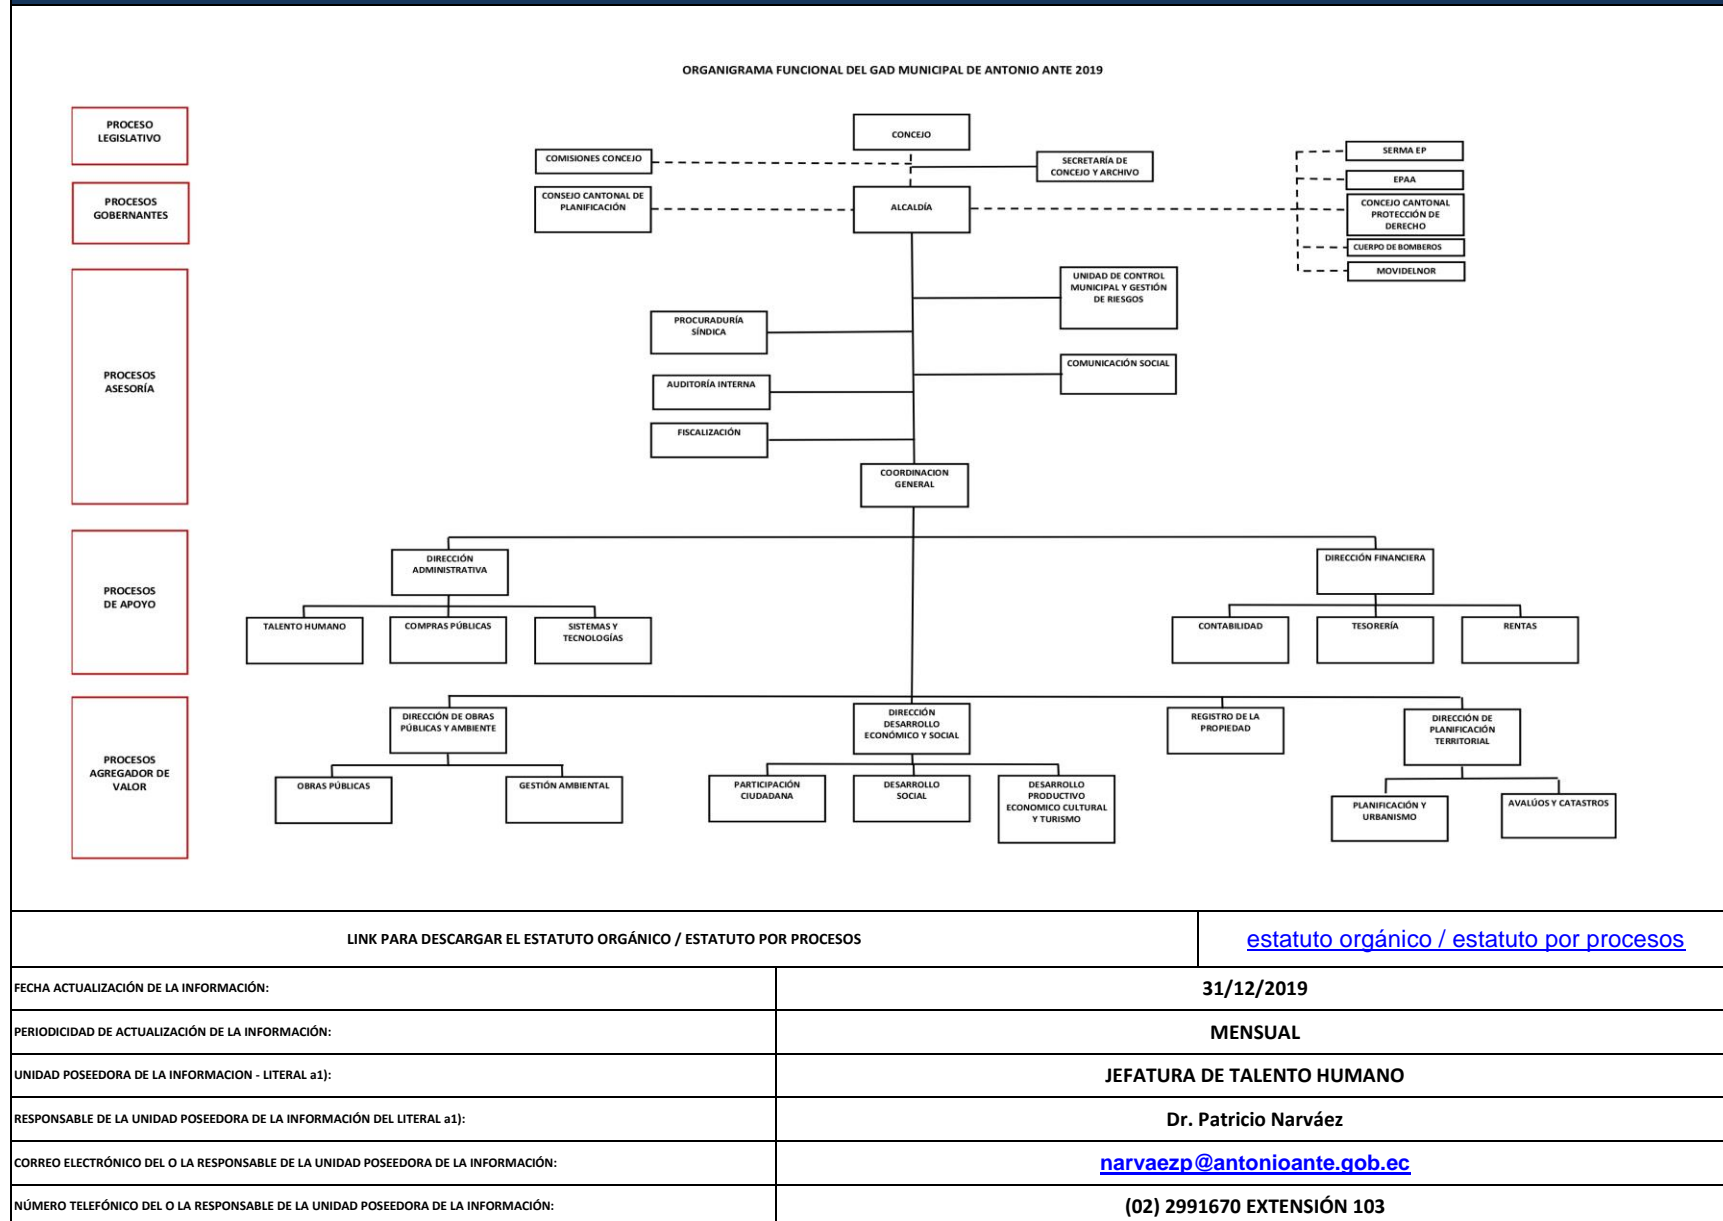 ORGANIGRAMA FUNCIONAL DEL GAD MUNICIPAL DE ANTONIO ANTE 2019
PROCESO
LEGISLATIVO
CONCEJO
COMISIONES CONCEJO
SECRETARÍA DE
CONCEJO Y ARCHIVO
SERMA EP
EPAA
PROCESOS
GOBERNANTES
CONSEJO CANTONAL DE
PLANIFICACIÓN
ALCALDÍA
CONCEJO CANTONAL
PROTECCIÓN DE
DERECHO
CUERPO DE BOMBEROS
MOVIDELNOR
PROCESOS
ASESORÍA
UNIDAD DE CONTROL
MUNICIPAL Y GESTIÓN
DE RIESGOS
PROCURADURÍA
SÍNDICA
COMUNICACIÓN SOCIAL
AUDITORÍA INTERNA
FISCALIZACIÓN
COORDINACION
GENERAL
PROCESOS
DE APOYO
DIRECCIÓN
ADMINISTRATIVA
DIRECCIÓN FINANCIERA
TALENTO HUMANO
COMPRAS PÚBLICAS
SISTEMAS Y
TECNOLOGÍAS
CONTABILIDAD
TESORERÍA
RENTAS
PROCESOS
AGREGADOR DE
VALOR
DIRECCIÓN DE OBRAS
PÚBLICAS Y AMBIENTE
DIRECCIÓN
DESARROLLO
ECONÓMICO Y SOCIAL
REGISTRO DE LA
PROPIEDAD
DIRECCIÓN DE
PLANIFICACIÓN
TERRITORIAL
OBRAS PÚBLICAS
GESTIÓN AMBIENTAL
PARTICIPACIÓN
CIUDADANA
DESARROLLO
SOCIAL
DESARROLLO
PRODUCTIVO
ECONOMICO CULTURAL
Y TURISMO
PLANIFICACIÓN Y
URBANISMO
AVALÚOS Y CATASTROS
LINK PARA DESCARGAR EL ESTATUTO ORGÁNICO / ESTATUTO POR PROCESOS
estatuto orgánico / estatuto por procesos
FECHA ACTUALIZACIÓN DE LA INFORMACIÓN:
31/12/2019
PERIODICIDAD DE ACTUALIZACIÓN DE LA INFORMACIÓN:
MENSUAL
UNIDAD POSEEDORA DE LA INFORMACION - LITERAL a1):
JEFATURA DE TALENTO HUMANO
RESPONSABLE DE LA UNIDAD POSEEDORA DE LA INFORMACIÓN DEL LITERAL a1):
Dr. Patricio Narváez
CORREO ELECTRÓNICO DEL O LA RESPONSABLE DE LA UNIDAD POSEEDORA DE LA INFORMACIÓN:
narvaezp@antonioante.gob.ec
NÚMERO TELEFÓNICO DEL O LA RESPONSABLE DE LA UNIDAD POSEEDORA DE LA INFORMACIÓN:
(02) 2991670 EXTENSIÓN 103